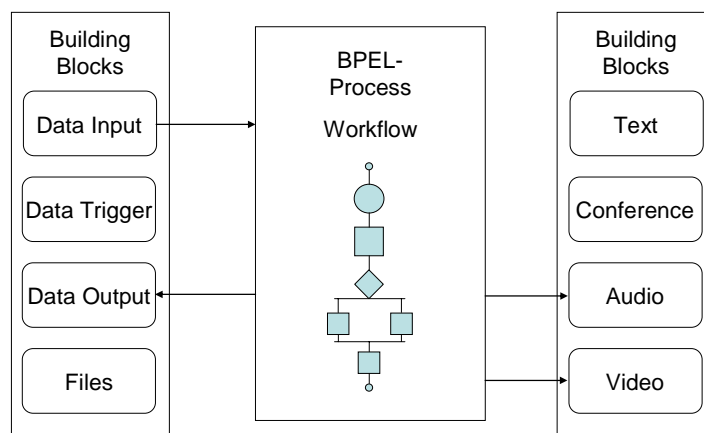 Building
Blocks
Data Input
Data Trigger
Data Output
Files
BPEL-
Process
Workflow
Building
Blocks
Text
Conference
Audio
Video